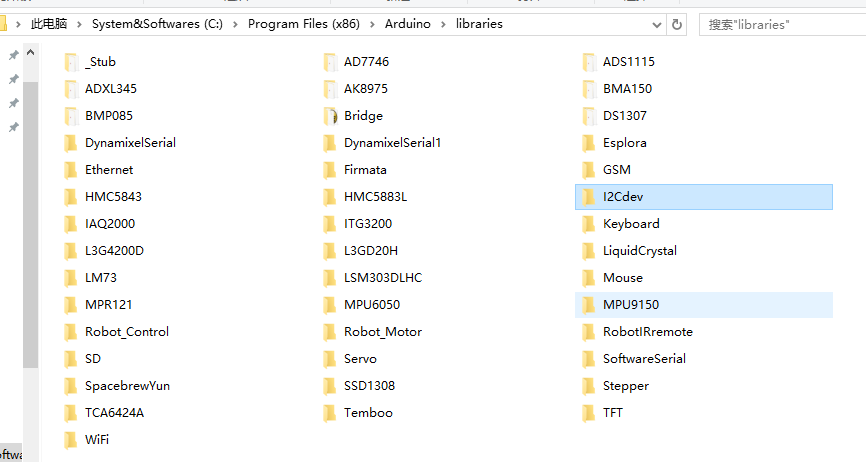 此电脑 > System&Softwares (C:) > Program Files (x86) > Arduino > libraries
搜索"libraries"
_Stub AD7746 ADS1115
ADXL345 AK8975 BMA150
BMP085 Bridge DS1307
DynamixelSerial DynamixelSerial1 Esplora
Ethernet Firmata GSM
HMC5843 HMC5883L I2Cdev
IAQ2000 ITG3200 Keyboard
L3G4200D L3GD20H LiquidCrystal
LM73 LSM303DLHC Mouse
MPR121 MPU6050 MPU9150
Robot_Control Robot_Motor RobotIRremote
SD Servo SoftwareSerial
SpacebrewYun SSD1308 Stepper
TCA6424A Temboo TFT
WiFi